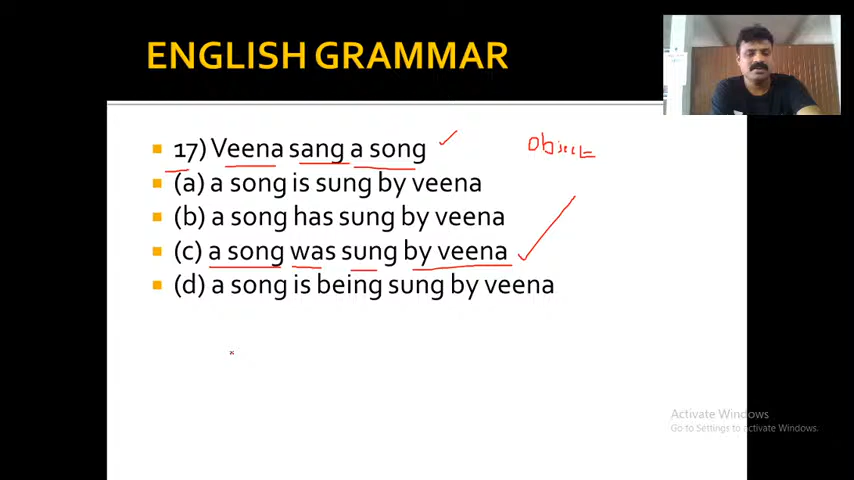 ENGLISH GRAMMAR
17) Veena sang a song
(a) a song is sung by veena
(b) a song has sung by veena
(c) a song was sung by veena
(d) a song is being sung by veena
Activate Windows
Go to Settings to activate Windows.